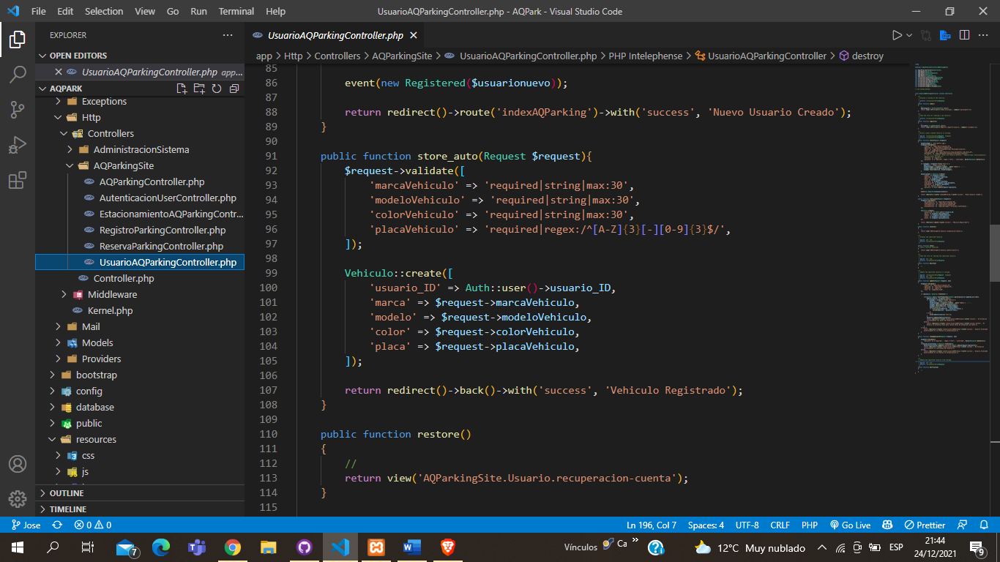 File Edit Selection View Go Run Terminal Help
UsuarioAQParkingController.php - AQPark - Visual Studio Code
EXPLORER
OPEN EDITORS
UsuarioAQParkingController.php app...
AQPARK
Exceptions
Http
Controllers
AdministracionSistema
AQParkingSite
AQParkingController.php
AutenticacionUserController.php
EstacionamientoAQParkingContr...
RegistroParkingController.php
ReservaParkingController.php
UsuarioAQParkingController.php
Controller.php
Middleware
Kernel.php
Mail
Models
Providers
bootstrap
config
database
public
resources
css
js
OUTLINE
TIMELINE
UsuarioAQParkingController.php
app > Http > Controllers > AQParkingSite > UsuarioAQParkingController.php > PHP Intelephense > UsuarioAQParkingController > destroy
85
86 event(new Registered($usuarionuevo));
87
88 return redirect()->route('indexAQParking')->with('success', 'Nuevo Usuario Creado');
89 }
90
91 public function store_auto(Request $request){
92 $request->validate([
93 'marcaVehiculo' => 'required|string|max:30',
94 'modeloVehiculo' => 'required|string|max:30',
95 'colorVehiculo' => 'required|string|max:30',
96 'placaVehiculo' => 'required|regex:/^[A-Z]{3}[-][0-9]{3}$/',
97 ]);
98
99 Vehiculo::create([
100 'usuario_ID' => Auth::user()->usuario_ID,
101 'marca' => $request->marcaVehiculo,
102 'modelo' => $request->modeloVehiculo,
103 'color' => $request->colorVehiculo,
104 'placa' => $request->placaVehiculo,
105 ]);
106
107 return redirect()->back()->with('success', 'Vehiculo Registrado');
108 }
109
110 public function restore()
111 {
112 //
113 return view('AQParkingSite.Usuario.recuperacion-cuenta');
114 }
115
Jose 0 0 Ln 196, Col 7 Spaces: 4 UTF-8 CRLF PHP Go Live Prettier
7 Vínculos Ca » 12°C Muy nublado ESP 21:44
24/12/2021 9